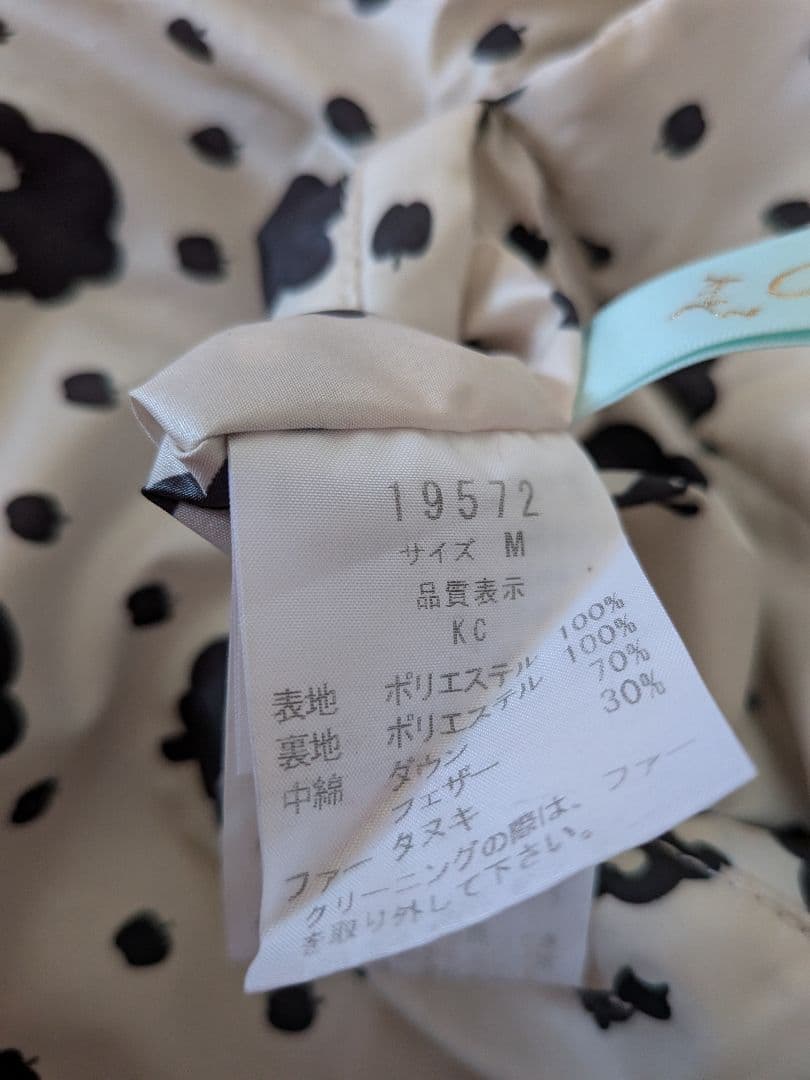 19572
サイズ M
品質表示
KC
表地 ポリエステル 100%
裏地 ポリエステル 100%
中綿 ダウン 70%
フェザー 30%
ファー タヌキ
クリーニングの際は、ファー
を取り外して下さい。